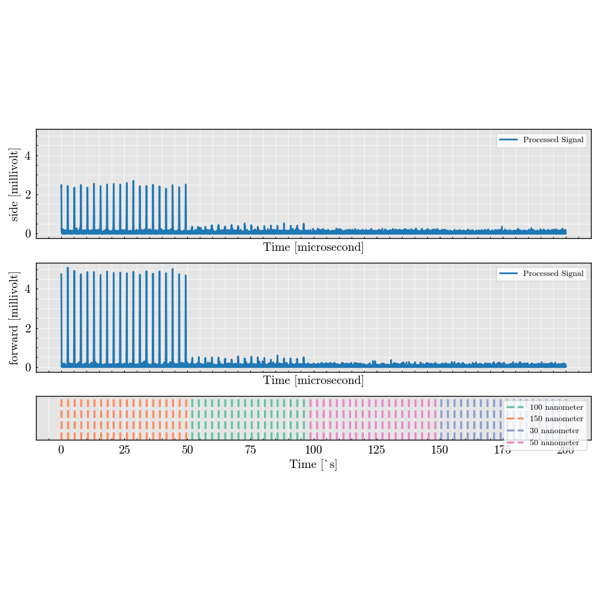 Processed Signal
4
2
0
side [millivolt]
Time [microsecond]
Processed Signal
4
2
0
forward [millivolt]
Time [microsecond]
100 nanometer
150 nanometer
30 nanometer
50 nanometer
0 25 50 75 100 125 150 175 200
Time [`s]